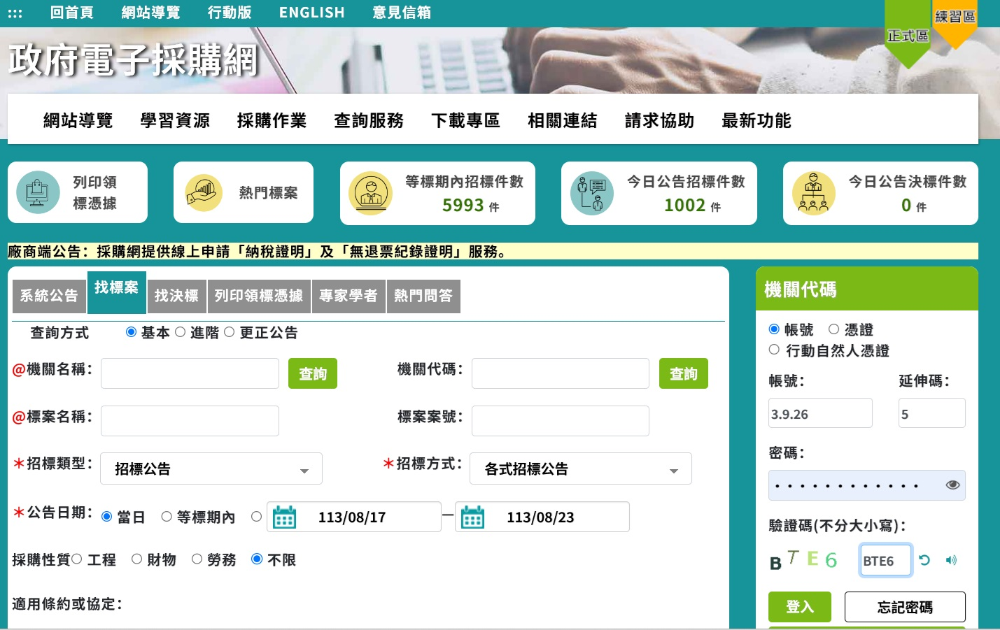 ::: 回首頁 網站導覽 行動版 ENGLISH 意見信箱
正式區 練習區
政府電子採購網
網站導覽 學習資源 採購作業 查詢服務 下載專區 相關連結 請求協助 最新功能
列印領
標憑據
熱門標案
等標期內招標件數
5993 件
今日公告招標件數
1002 件
今日公告決標件數
0 件
廠商端公告：採購網提供線上申請「納稅證明」及「無退票紀錄證明」服務。
系統公告 找標案 找決標 列印領標憑據 專家學者 熱門問答
查詢方式 基本 進階 更正公告
@機關名稱： 查詢 機關代碼： 查詢
@標案名稱： 標案案號：
＊招標類型： 招標公告 ＊招標方式： 各式招標公告
＊公告日期： 當日 等標期內 113/08/17 — 113/08/23
採購性質 工程 財物 勞務 不限
適用條約或協定：
機關代碼
帳號 憑證
行動自然人憑證
帳號： 延伸碼：
3.9.26 5
密碼：
• • • • • • • • • • • •
驗證碼(不分大小寫)：
B T E 6 BTE6
登入 忘記密碼